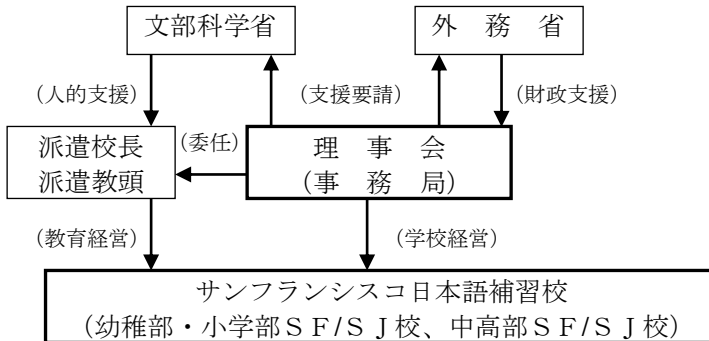 文部科学省
外　務　省
（人的支援）
（支援要請）
（財政支援）
派遣校長
派遣教頭
（委任）
理　事　会
（事　務　局）
（教育経営）
（学校経営）
サンフランシスコ日本語補習校
（幼稚部・小学部ＳＦ/ＳＪ校、中高部ＳＦ/ＳＪ校）